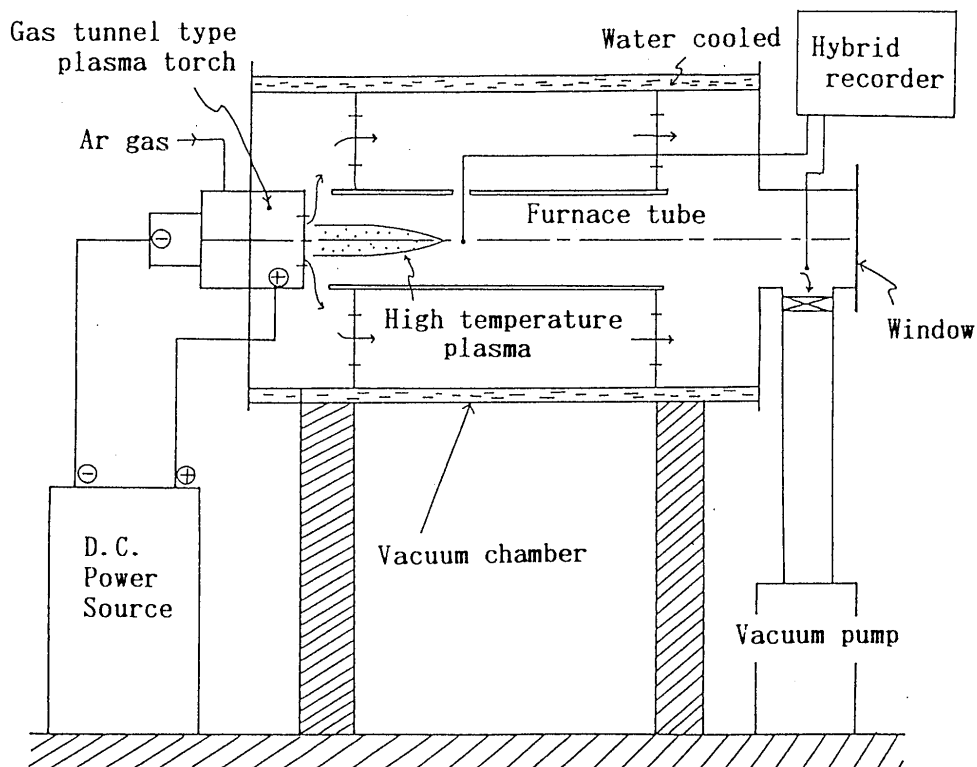 Gas tunnel type
plasma torch
Water cooled
Hybrid
recorder
Ar gas
Furnace tube
⊖
⊕
High temperature
plasma
Window
⊖
⊕
Vacuum chamber
D.C.
Power
Source
Vacuum pump